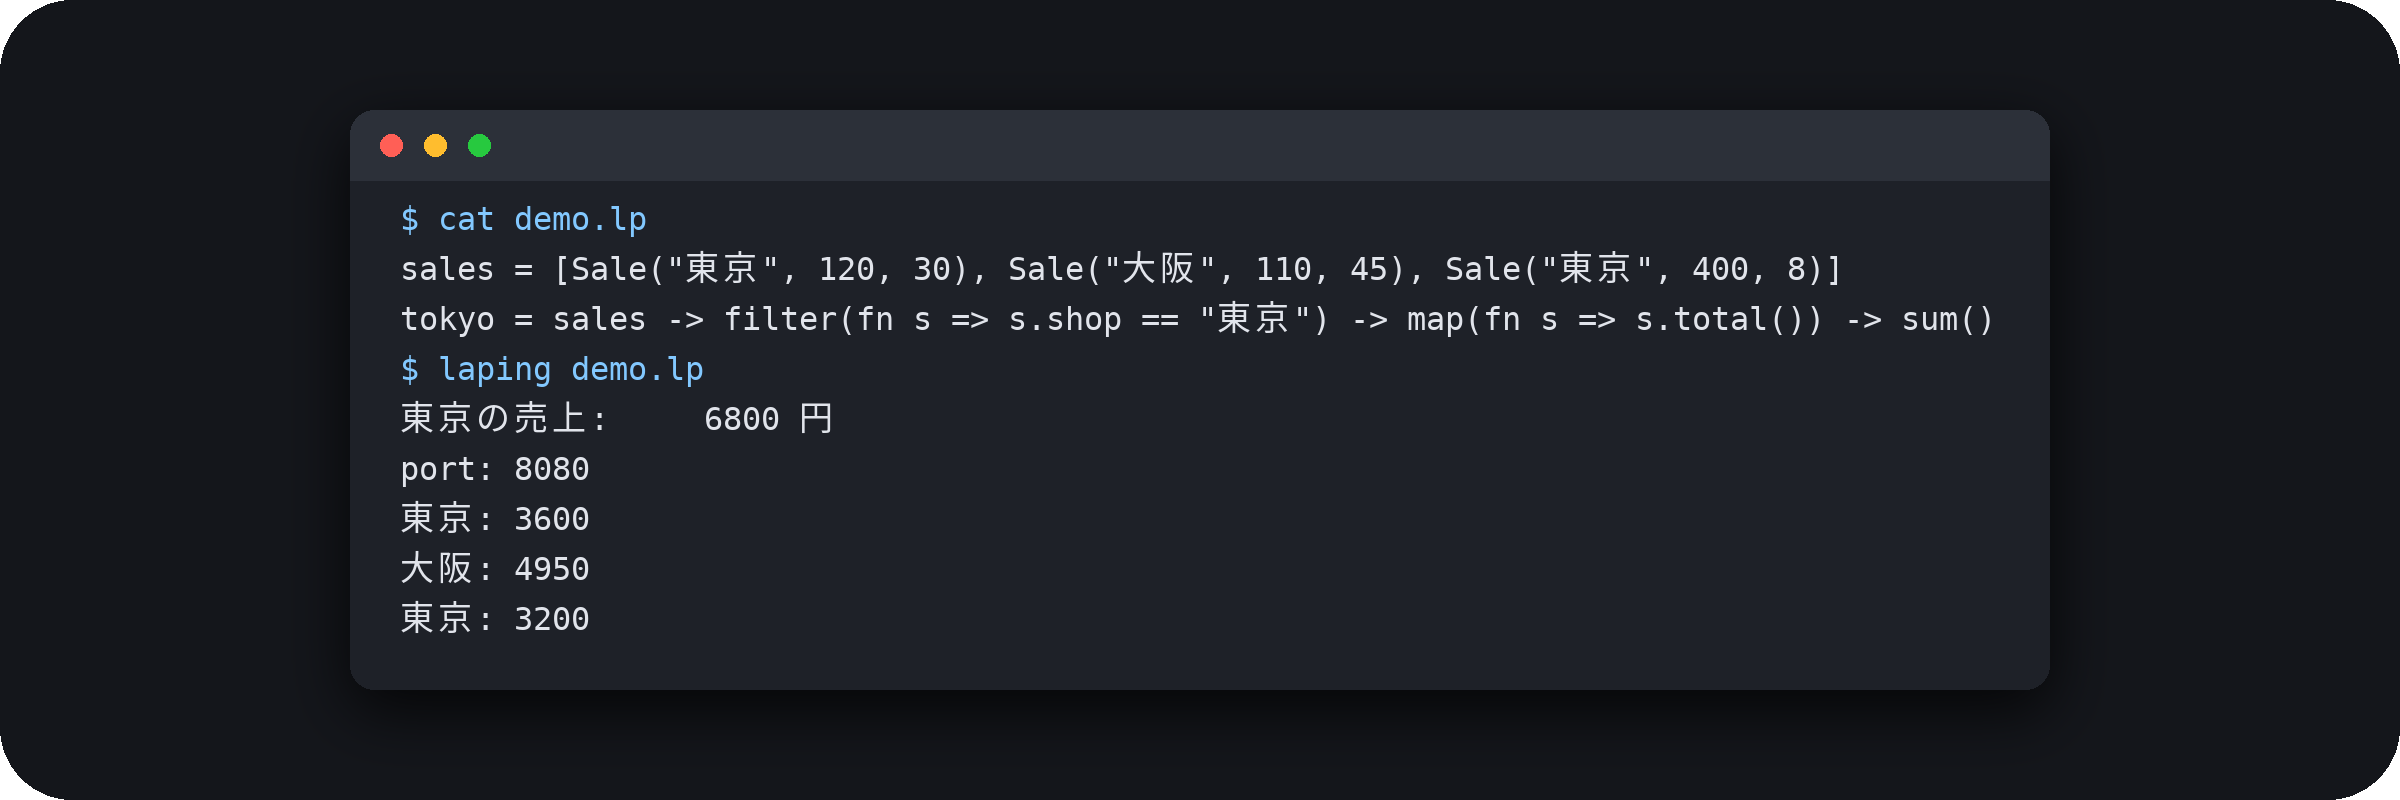 $ cat demo.lp
sales = [Sale("東京", 120, 30), Sale("大阪", 110, 45), Sale("東京", 400, 8)]
tokyo = sales -> filter(fn s => s.shop == "東京") -> map(fn s => s.total()) -> sum()
$ laping demo.lp
東京の売上:     6800 円
port: 8080
東京: 3600
大阪: 4950
東京: 3200